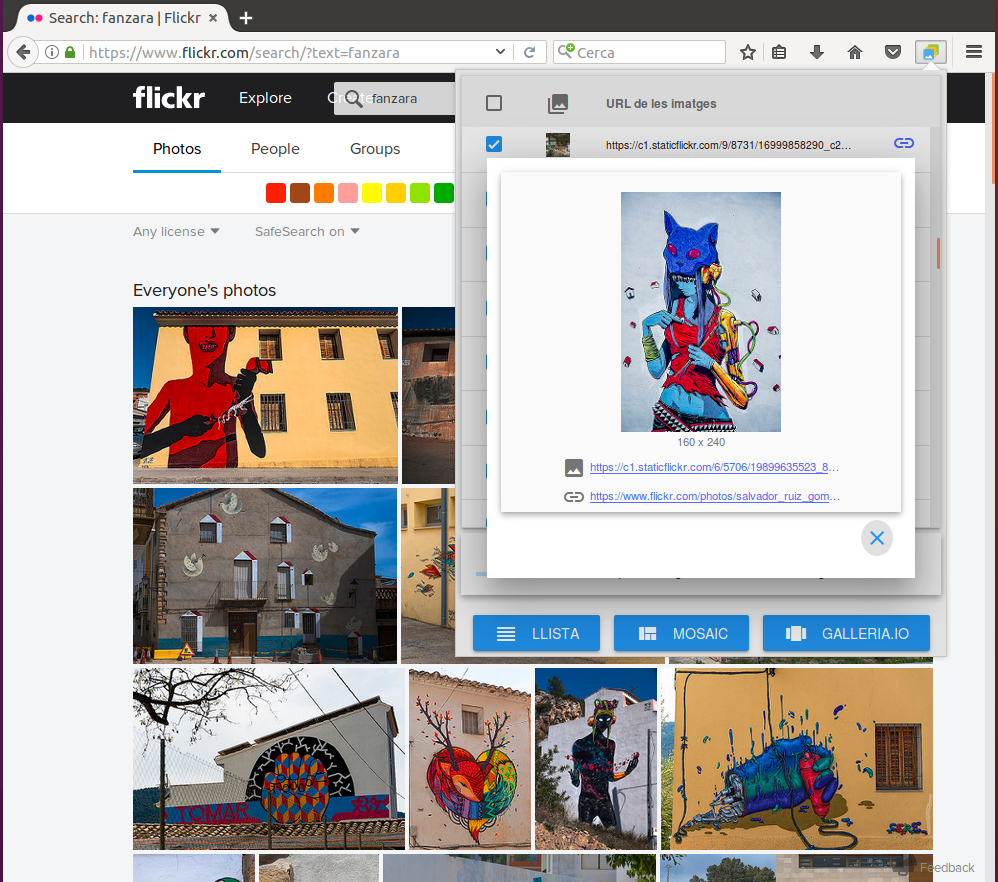 Search: fanzara | Flickr
https://www.flickr.com/search/?text=fanzara
Cerca
flickr
Explore
Create
fanzara
Photos
People
Groups
Any license
SafeSearch on
Everyone's photos
URL de les imatges
https://c1.staticflickr.com/9/8731/16999858290_c2…
160 x 240
https://c1.staticflickr.com/6/5706/19899635523_8…
https://www.flickr.com/photos/salvador_ruiz_gom…
LLISTA
MOSAIC
GALLERIA.IO
TOMAR
Feedback